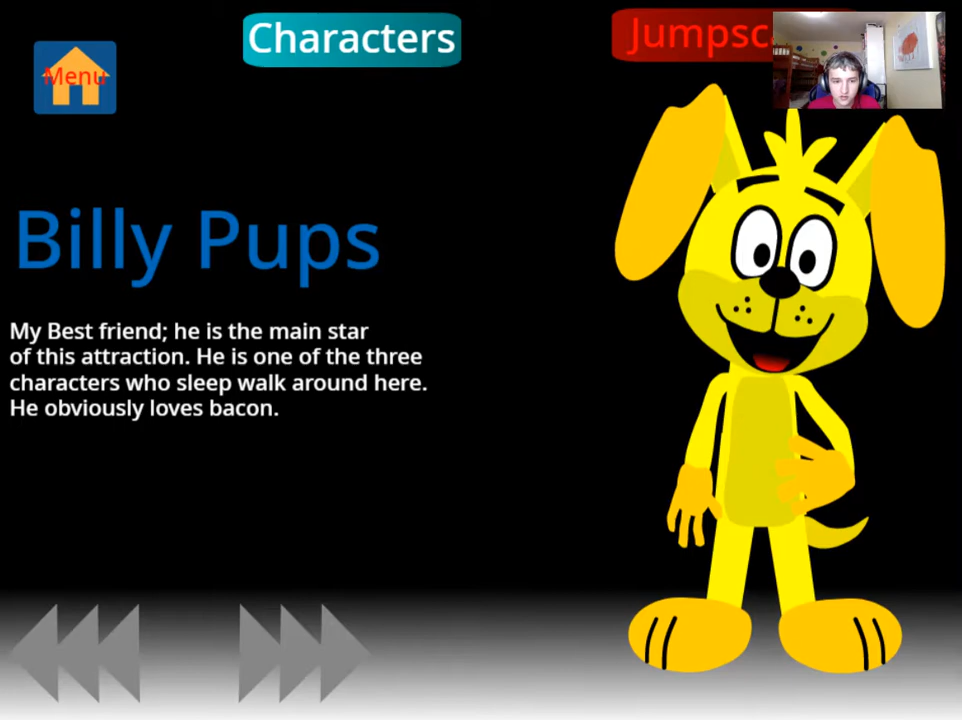 Characters
Jumpsc
Menu
Billy Pups
My Best friend; he is the main star
of this attraction. He is one of the three
characters who sleep walk around here.
He obviously loves bacon.